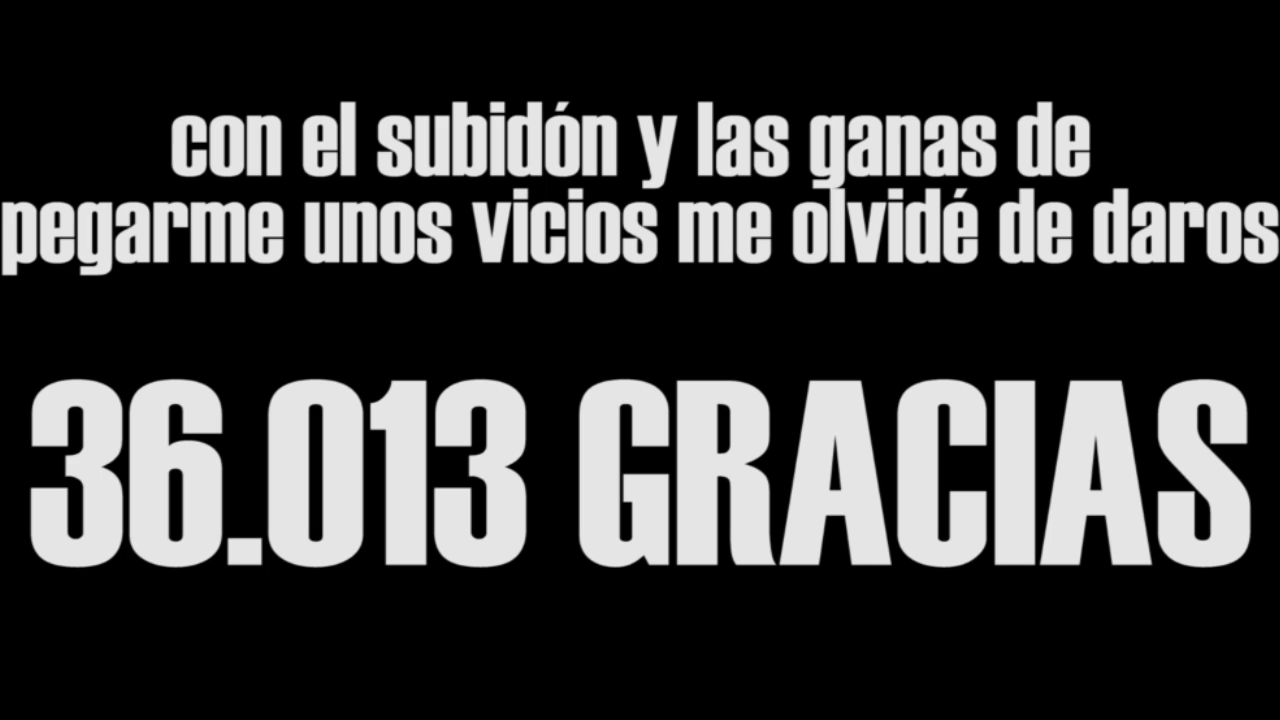 con el subidón y las ganas de
pegarme unos vicios me olvidé de daros
36.013 GRACIAS